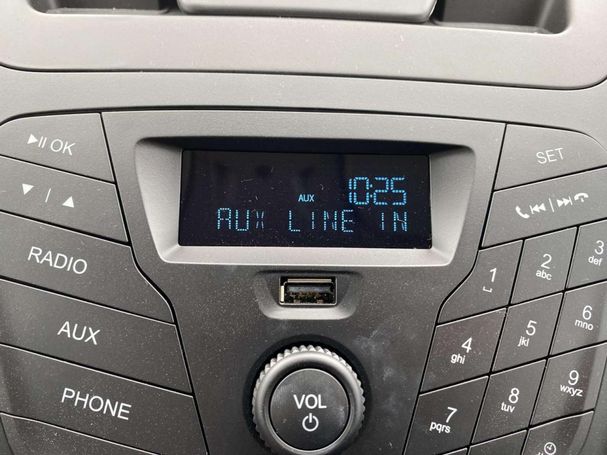 ▶II OK
▼ | ▲
RADIO
AUX
PHONE
AUX
10:25
AUX LINE IN
VOL
SET
|◀◀ | ▶▶|
1
2
abc
3
def
4
ghi
5
jkl
6
mno
7
pqrs
8
tuv
9
wxyz